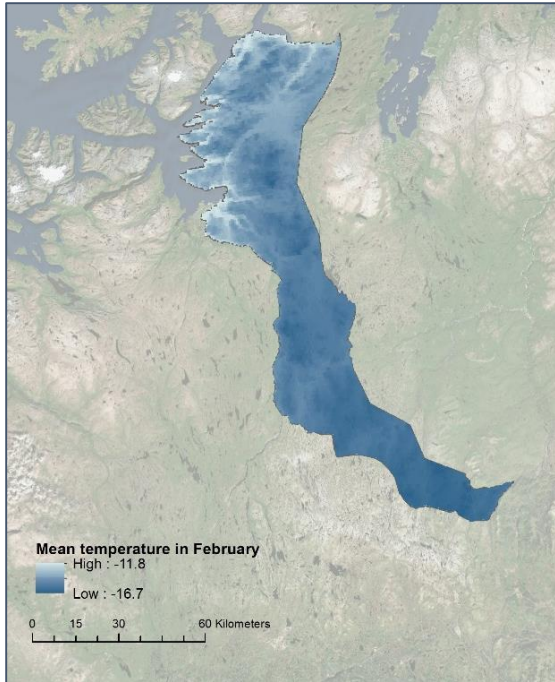 Mean temperature in February
High : -11.8
Low : -16.7
0 15 30 60 Kilometers